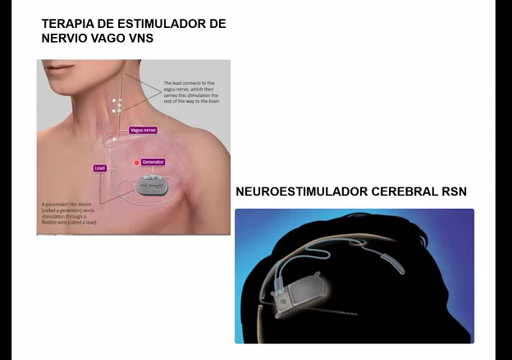 TERAPIA DE ESTIMULADOR DE
NERVIO VAGO VNS
The lead connects to the
vagus nerve, which then
carries this stimulation the
rest of the way to the brain
Vagus nerve
Generator
Lead
A pacemaker-like device
(called a generator) sends
stimulation through a
flexible wire (called a lead)
NEUROESTIMULADOR CEREBRAL RSN